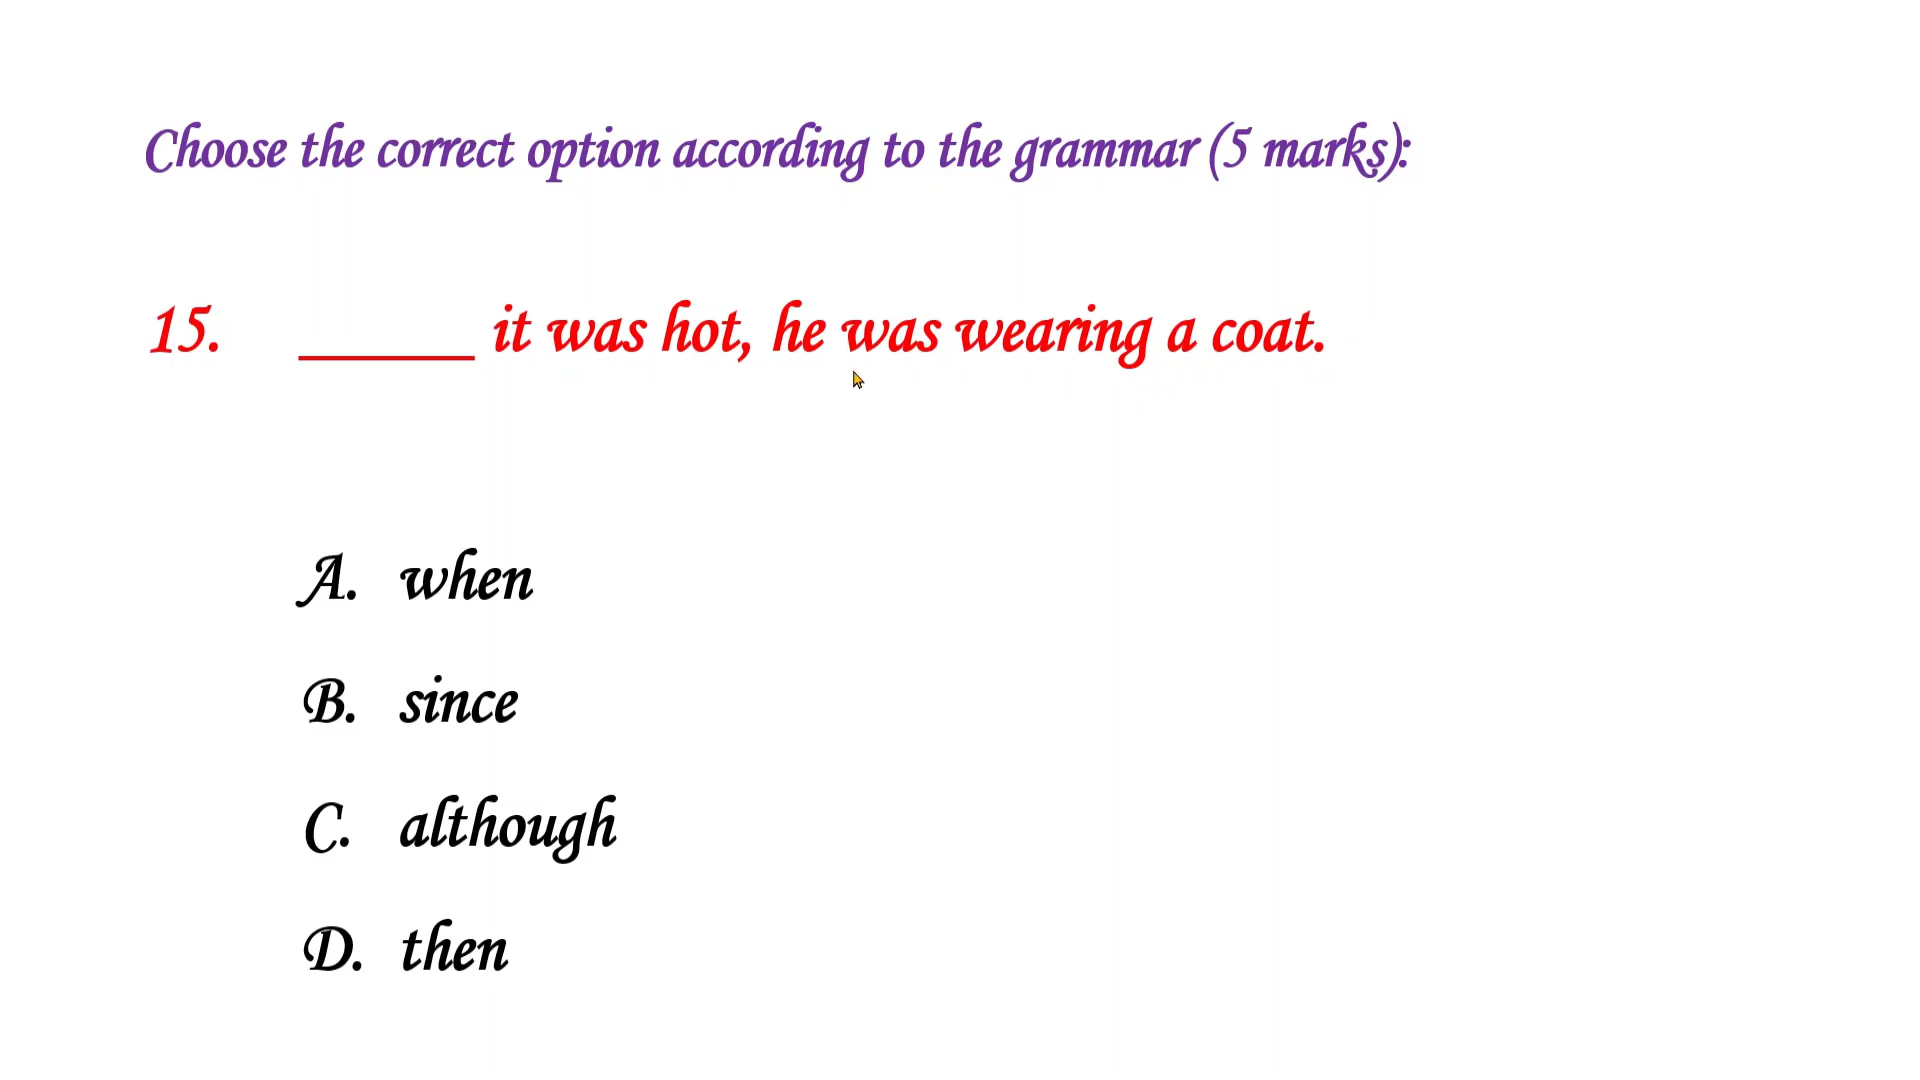 Choose the correct option according to the grammar (5 marks):
15. _____ it was hot, he was wearing a coat.
A. when
B. since
C. although
D. then